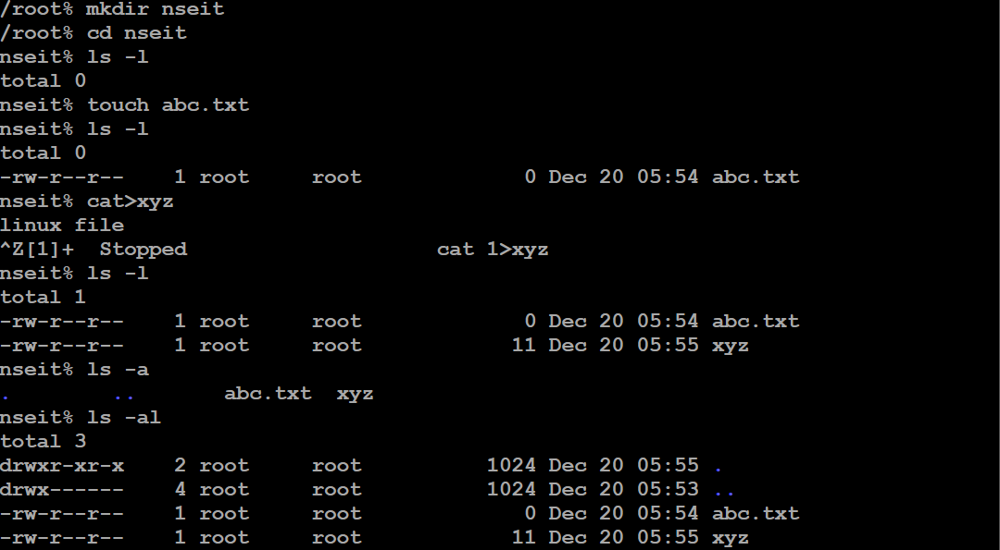 /root% mkdir nseit
/root% cd nseit
nseit% ls -l
total 0
nseit% touch abc.txt
nseit% ls -l
total 0
-rw-r--r--    1 root     root             0 Dec 20 05:54 abc.txt
nseit% cat>xyz
linux file
^Z[1]+  Stopped                    cat 1>xyz
nseit% ls -l
total 1
-rw-r--r--    1 root     root             0 Dec 20 05:54 abc.txt
-rw-r--r--    1 root     root            11 Dec 20 05:55 xyz
nseit% ls -a
.        ..       abc.txt  xyz
nseit% ls -al
total 3
drwxr-xr-x    2 root     root          1024 Dec 20 05:55 .
drwx------    4 root     root          1024 Dec 20 05:53 ..
-rw-r--r--    1 root     root             0 Dec 20 05:54 abc.txt
-rw-r--r--    1 root     root            11 Dec 20 05:55 xyz